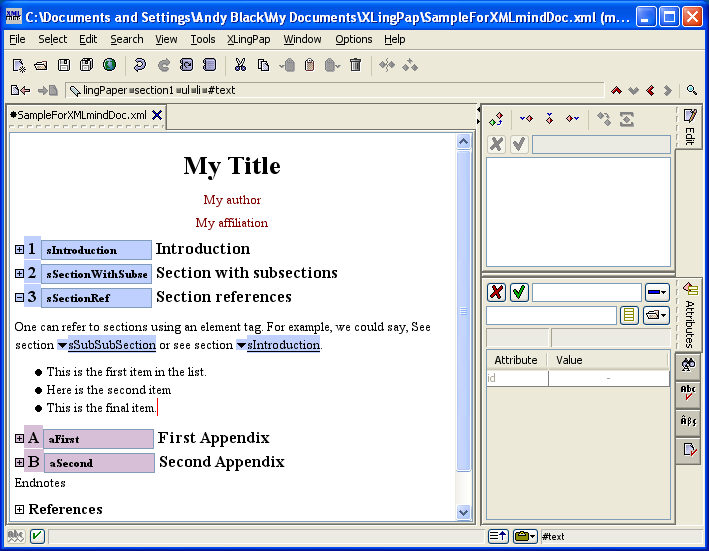 C:\Documents and Settings\Andy Black\My Documents\XLingPap\SampleForXMLmindDoc.xml (m...
File Select Edit Search View Tools XLingPap Window Options Help
lingPaper section1 ul li #text
*SampleForXMLmindDoc.xml
My Title
My author
My affiliation
1 sIntroduction Introduction
2 sSectionWithSubse Section with subsections
3 sSectionRef Section references
One can refer to sections using an element tag. For example, we could say, See
section sSubSubSection or see section sIntroduction.
This is the first item in the list.
Here is the second item
This is the final item.
A aFirst First Appendix
B aSecond Second Appendix
Endnotes
References
Edit
Attributes
Attribute Value
id -
Abc
Âβς
abc
#text